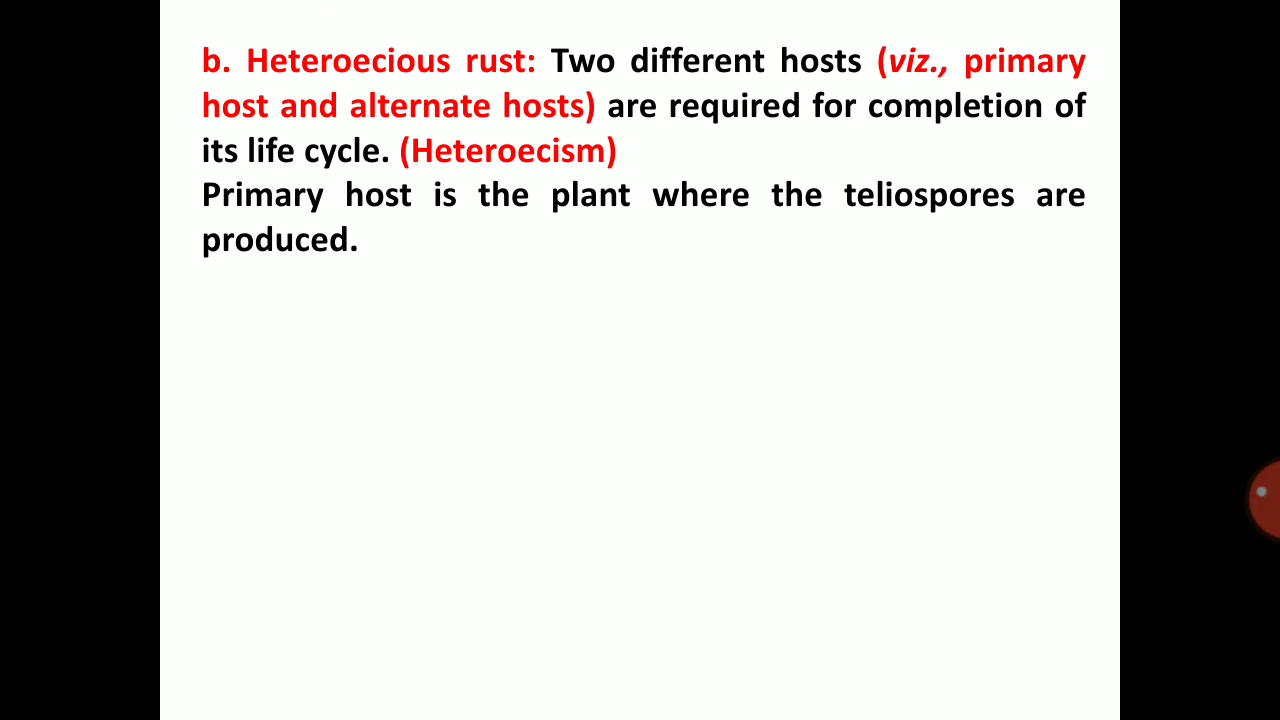 b. Heteroecious rust: Two different hosts (viz., primary
host and alternate hosts) are required for completion of
its life cycle. (Heteroecism)
Primary host is the plant where the teliospores are
produced.